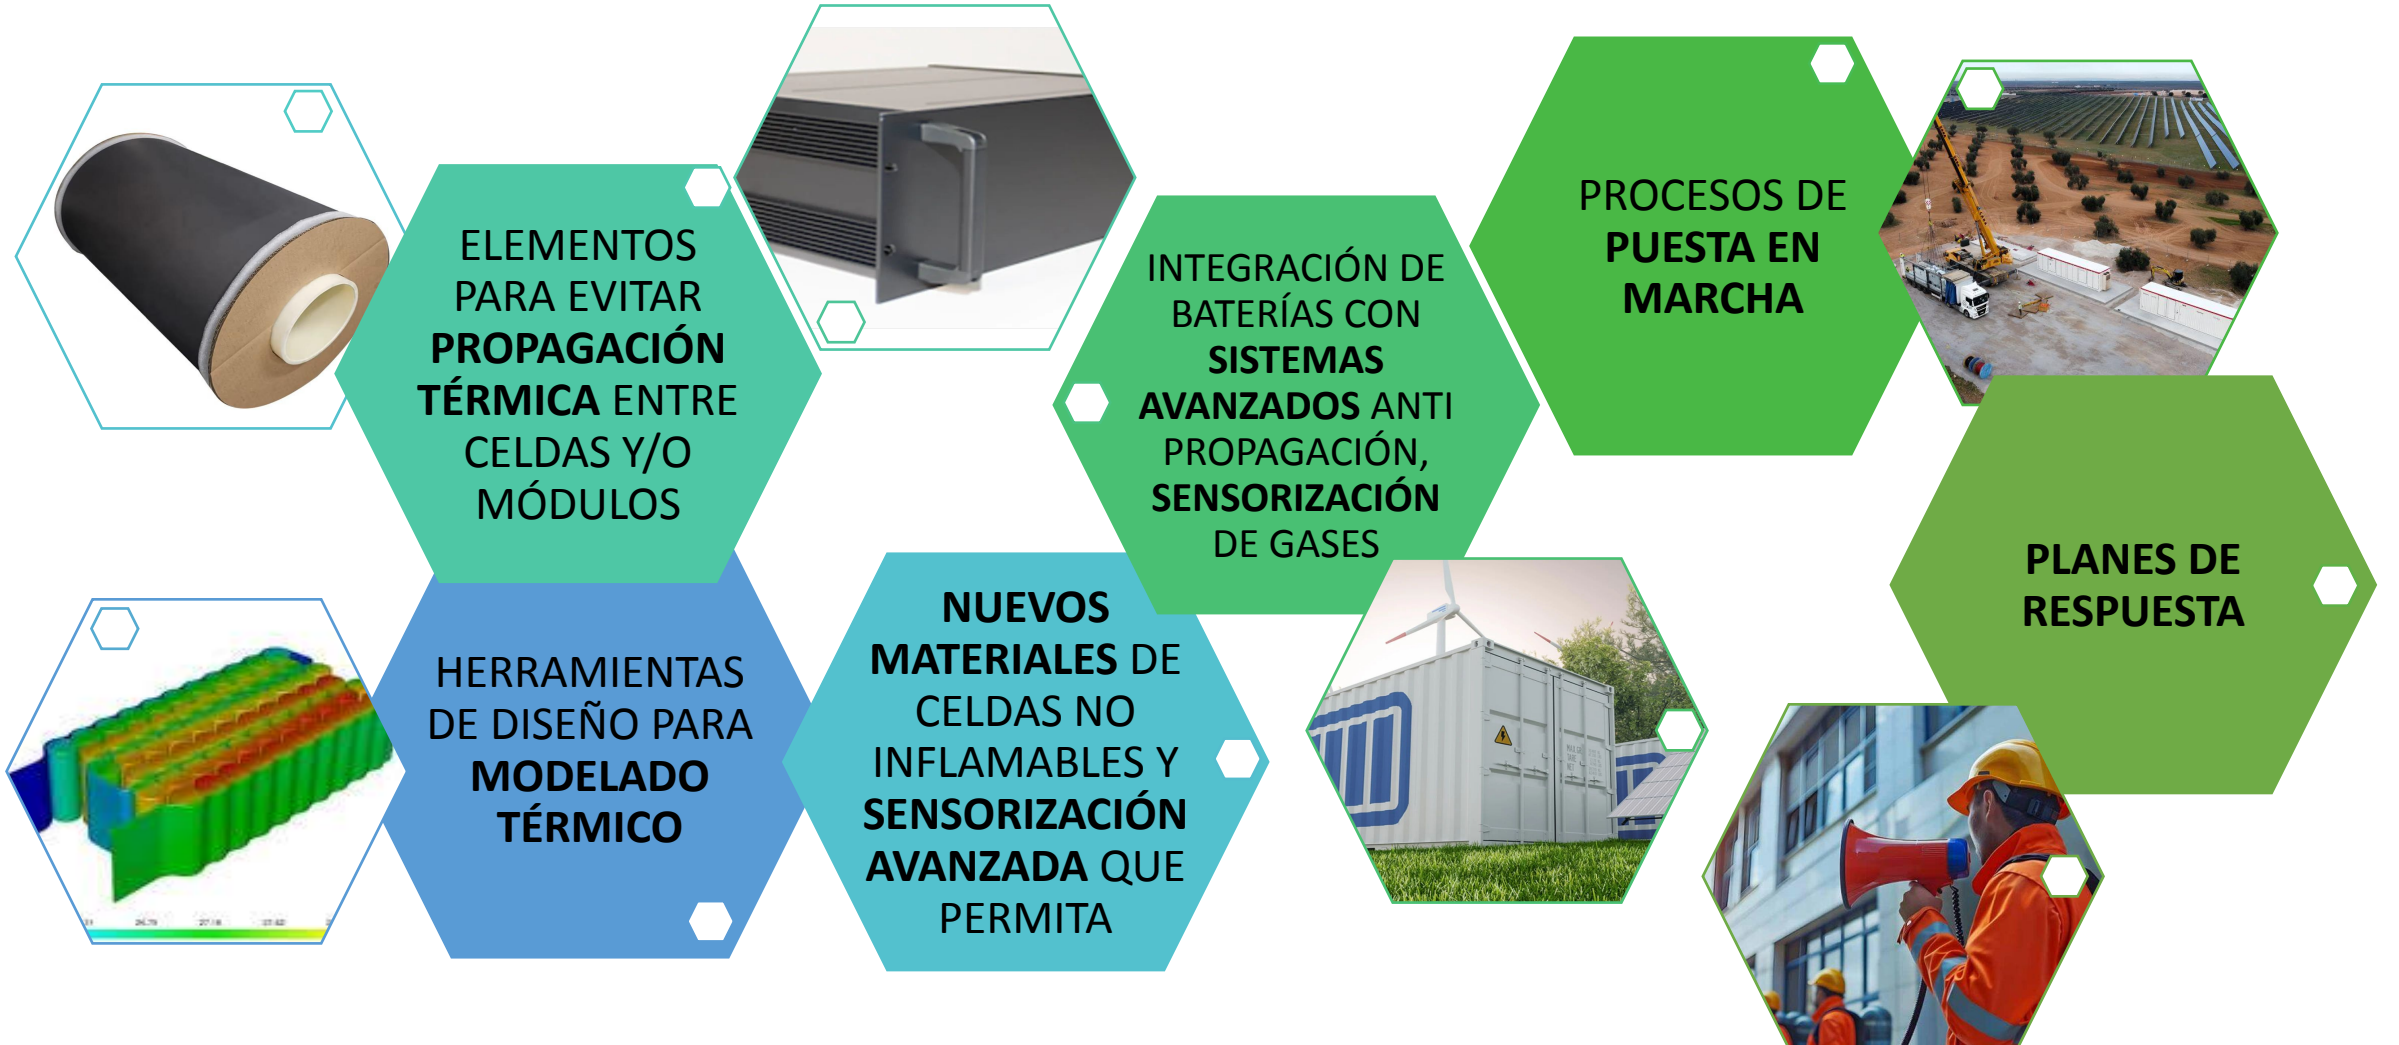 ELEMENTOS
PARA EVITAR
PROPAGACIÓN
TÉRMICA ENTRE
CELDAS Y/O
MÓDULOS
HERRAMIENTAS
DE DISEÑO PARA
MODELADO
TÉRMICO
NUEVOS
MATERIALES DE
CELDAS NO
INFLAMABLES Y
SENSORIZACIÓN
AVANZADA QUE
PERMITA
INTEGRACIÓN DE
BATERÍAS CON
SISTEMAS
AVANZADOS ANTI
PROPAGACIÓN,
SENSORIZACIÓN
DE GASES
PROCESOS DE
PUESTA EN
MARCHA
PLANES DE
RESPUESTA